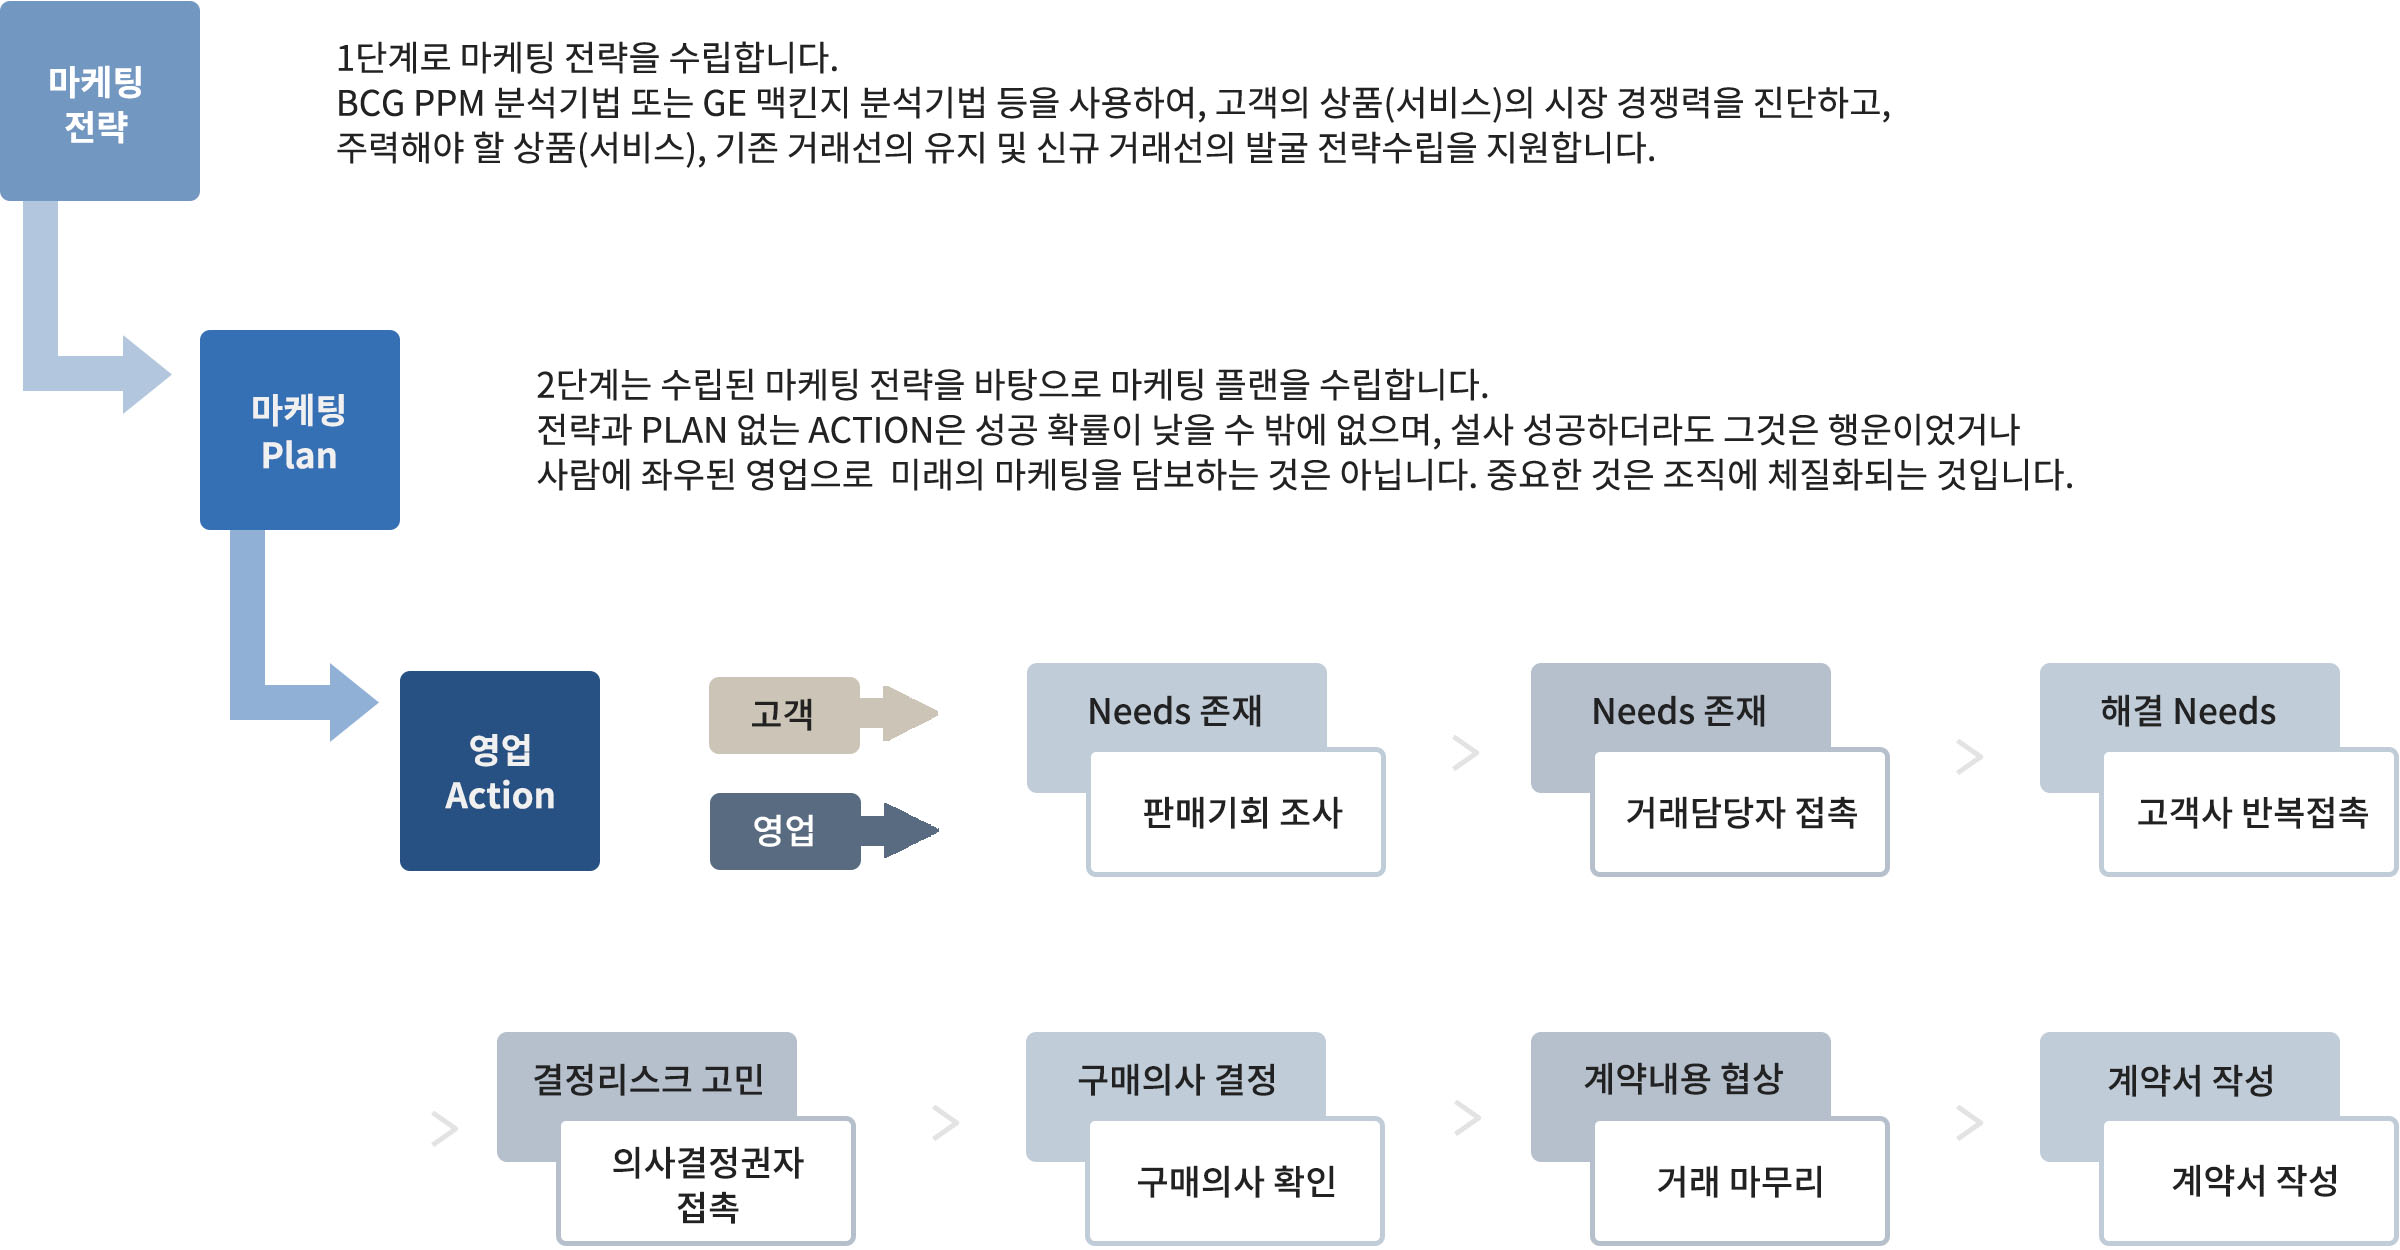 마케팅
전략
1단계로 마케팅 전략을 수립합니다.
BCG PPM 분석기법 또는 GE 맥킨지 분석기법 등을 사용하여, 고객의 상품(서비스)의 시장 경쟁력을 진단하고,
주력해야 할 상품(서비스), 기존 거래선의 유지 및 신규 거래선의 발굴 전략수립을 지원합니다.
마케팅
Plan
2단계는 수립된 마케팅 전략을 바탕으로 마케팅 플랜을 수립합니다.
전략과 PLAN 없는 ACTION은 성공 확률이 낮을 수 밖에 없으며, 설사 성공하더라도 그것은 행운이었거나
사람에 좌우된 영업으로 미래의 마케팅을 담보하는 것은 아닙니다. 중요한 것은 조직에 체질화되는 것입니다.
영업
Action
고객
영업
Needs 존재
판매기회 조사
>
Needs 존재
거래담당자 접촉
>
해결 Needs
고객사 반복접촉
>
결정리스크 고민
의사결정권자
접촉
>
구매의사 결정
구매의사 확인
>
계약내용 협상
거래 마무리
>
계약서 작성
계약서 작성